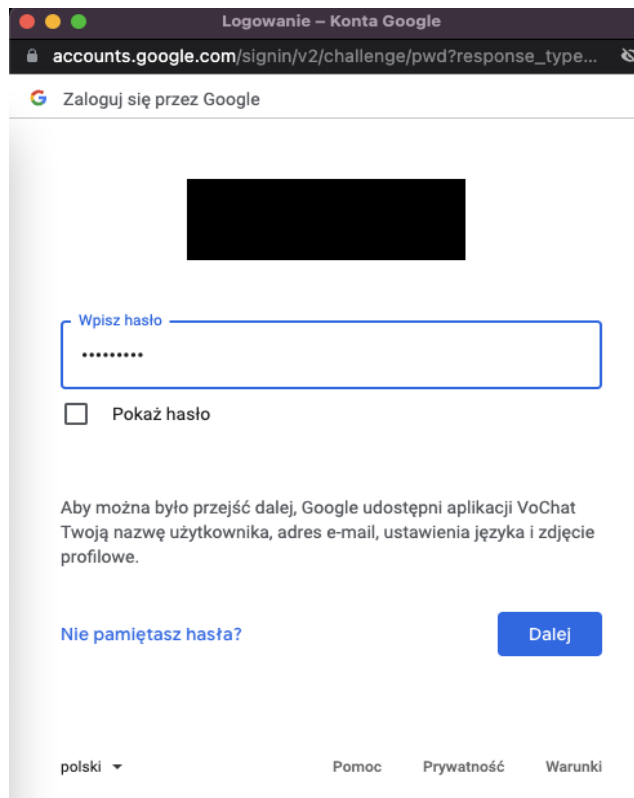 Logowanie – Konta Google
accounts.google.com/signin/v2/challenge/pwd?response_type...
Zaloguj się przez Google
Wpisz hasło
•••••••••
Pokaż hasło
Aby można było przejść dalej, Google udostępni aplikacji VoChat
Twoją nazwę użytkownika, adres e-mail, ustawienia języka i zdjęcie
profilowe.
Nie pamiętasz hasła?
Dalej
polski
Pomoc
Prywatność
Warunki